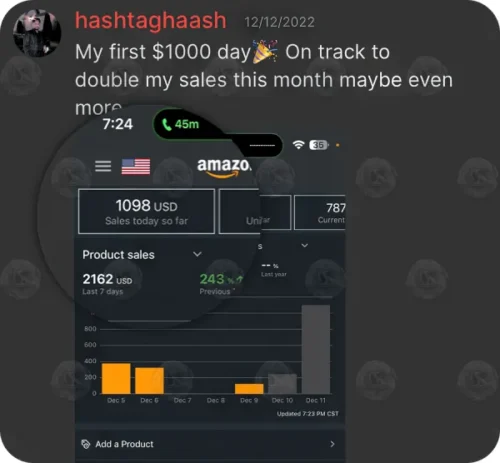 hashtaghaash 12/12/2022
My first $1000 day🎉 On track to
double my sales this month maybe even
more
7:24 45m 36
amazo
1098 USD
Sales today so far
787
Current
Product sales
2162 USD
Last 7 days
243
Previous
-- %
Last year
800
600
400
200
0
Dec 5 Dec 6 Dec 7 Dec 8 Dec 9 Dec 10 Dec 11
Updated 7:23 PM CST
Add a Product